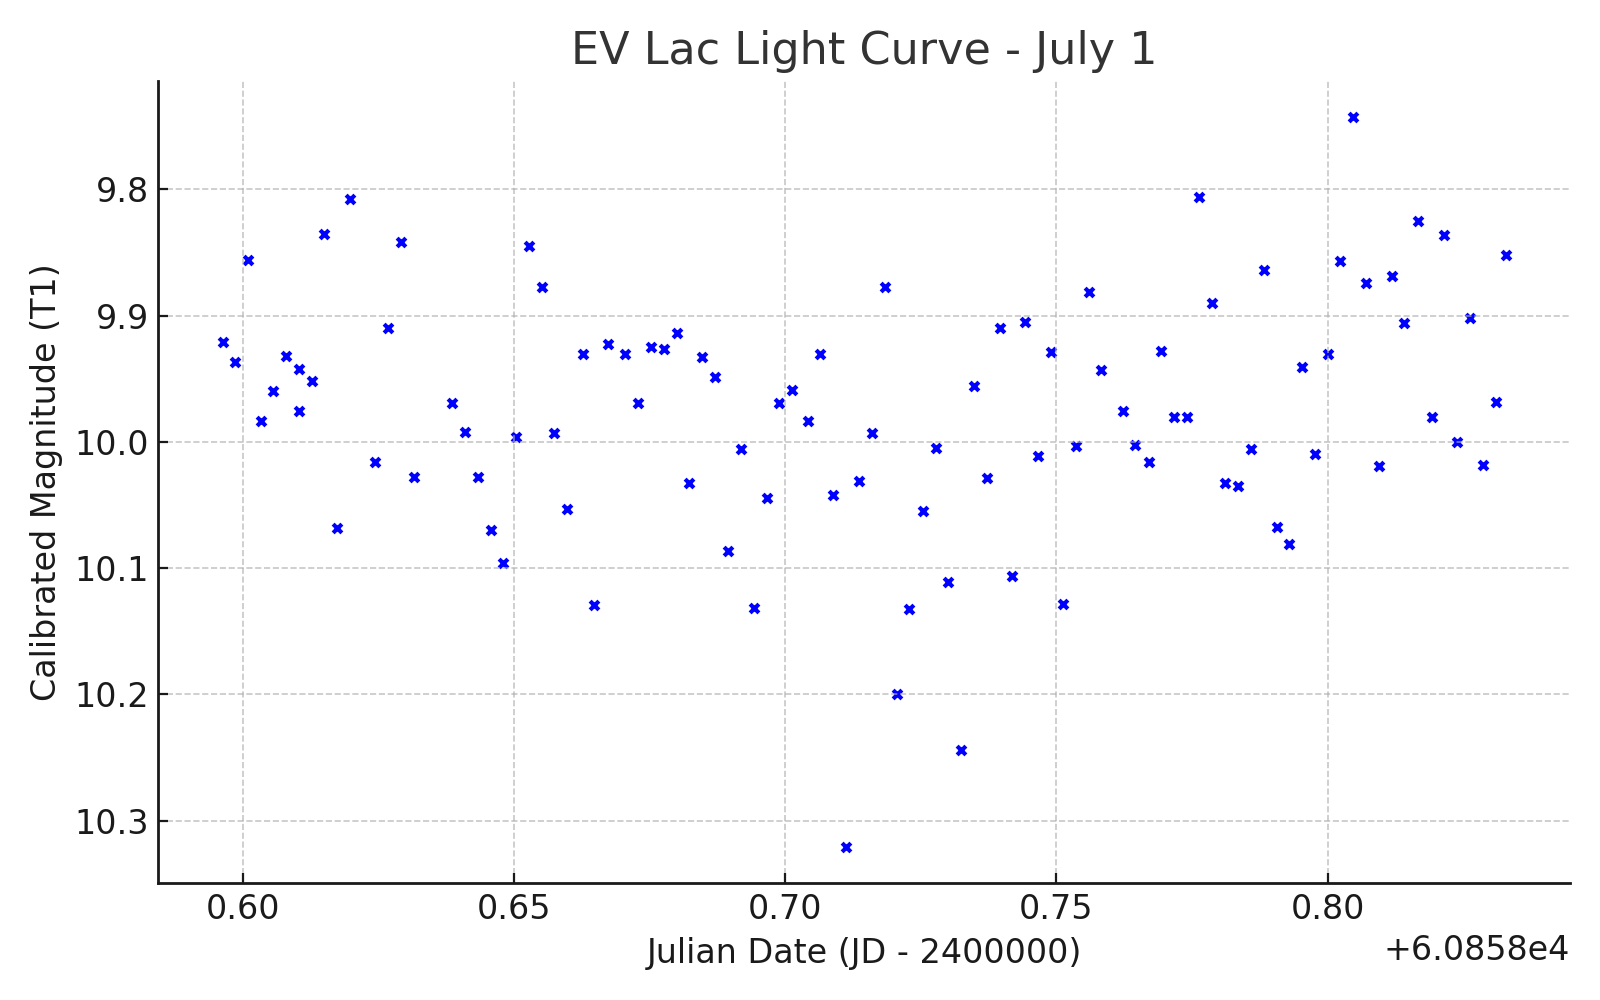 EV Lac Light Curve - July 1
Calibrated Magnitude (T1)
9.8
9.9
10.0
10.1
10.2
10.3
0.60
0.65
0.70
0.75
0.80
Julian Date (JD - 2400000)
+6.0858e4